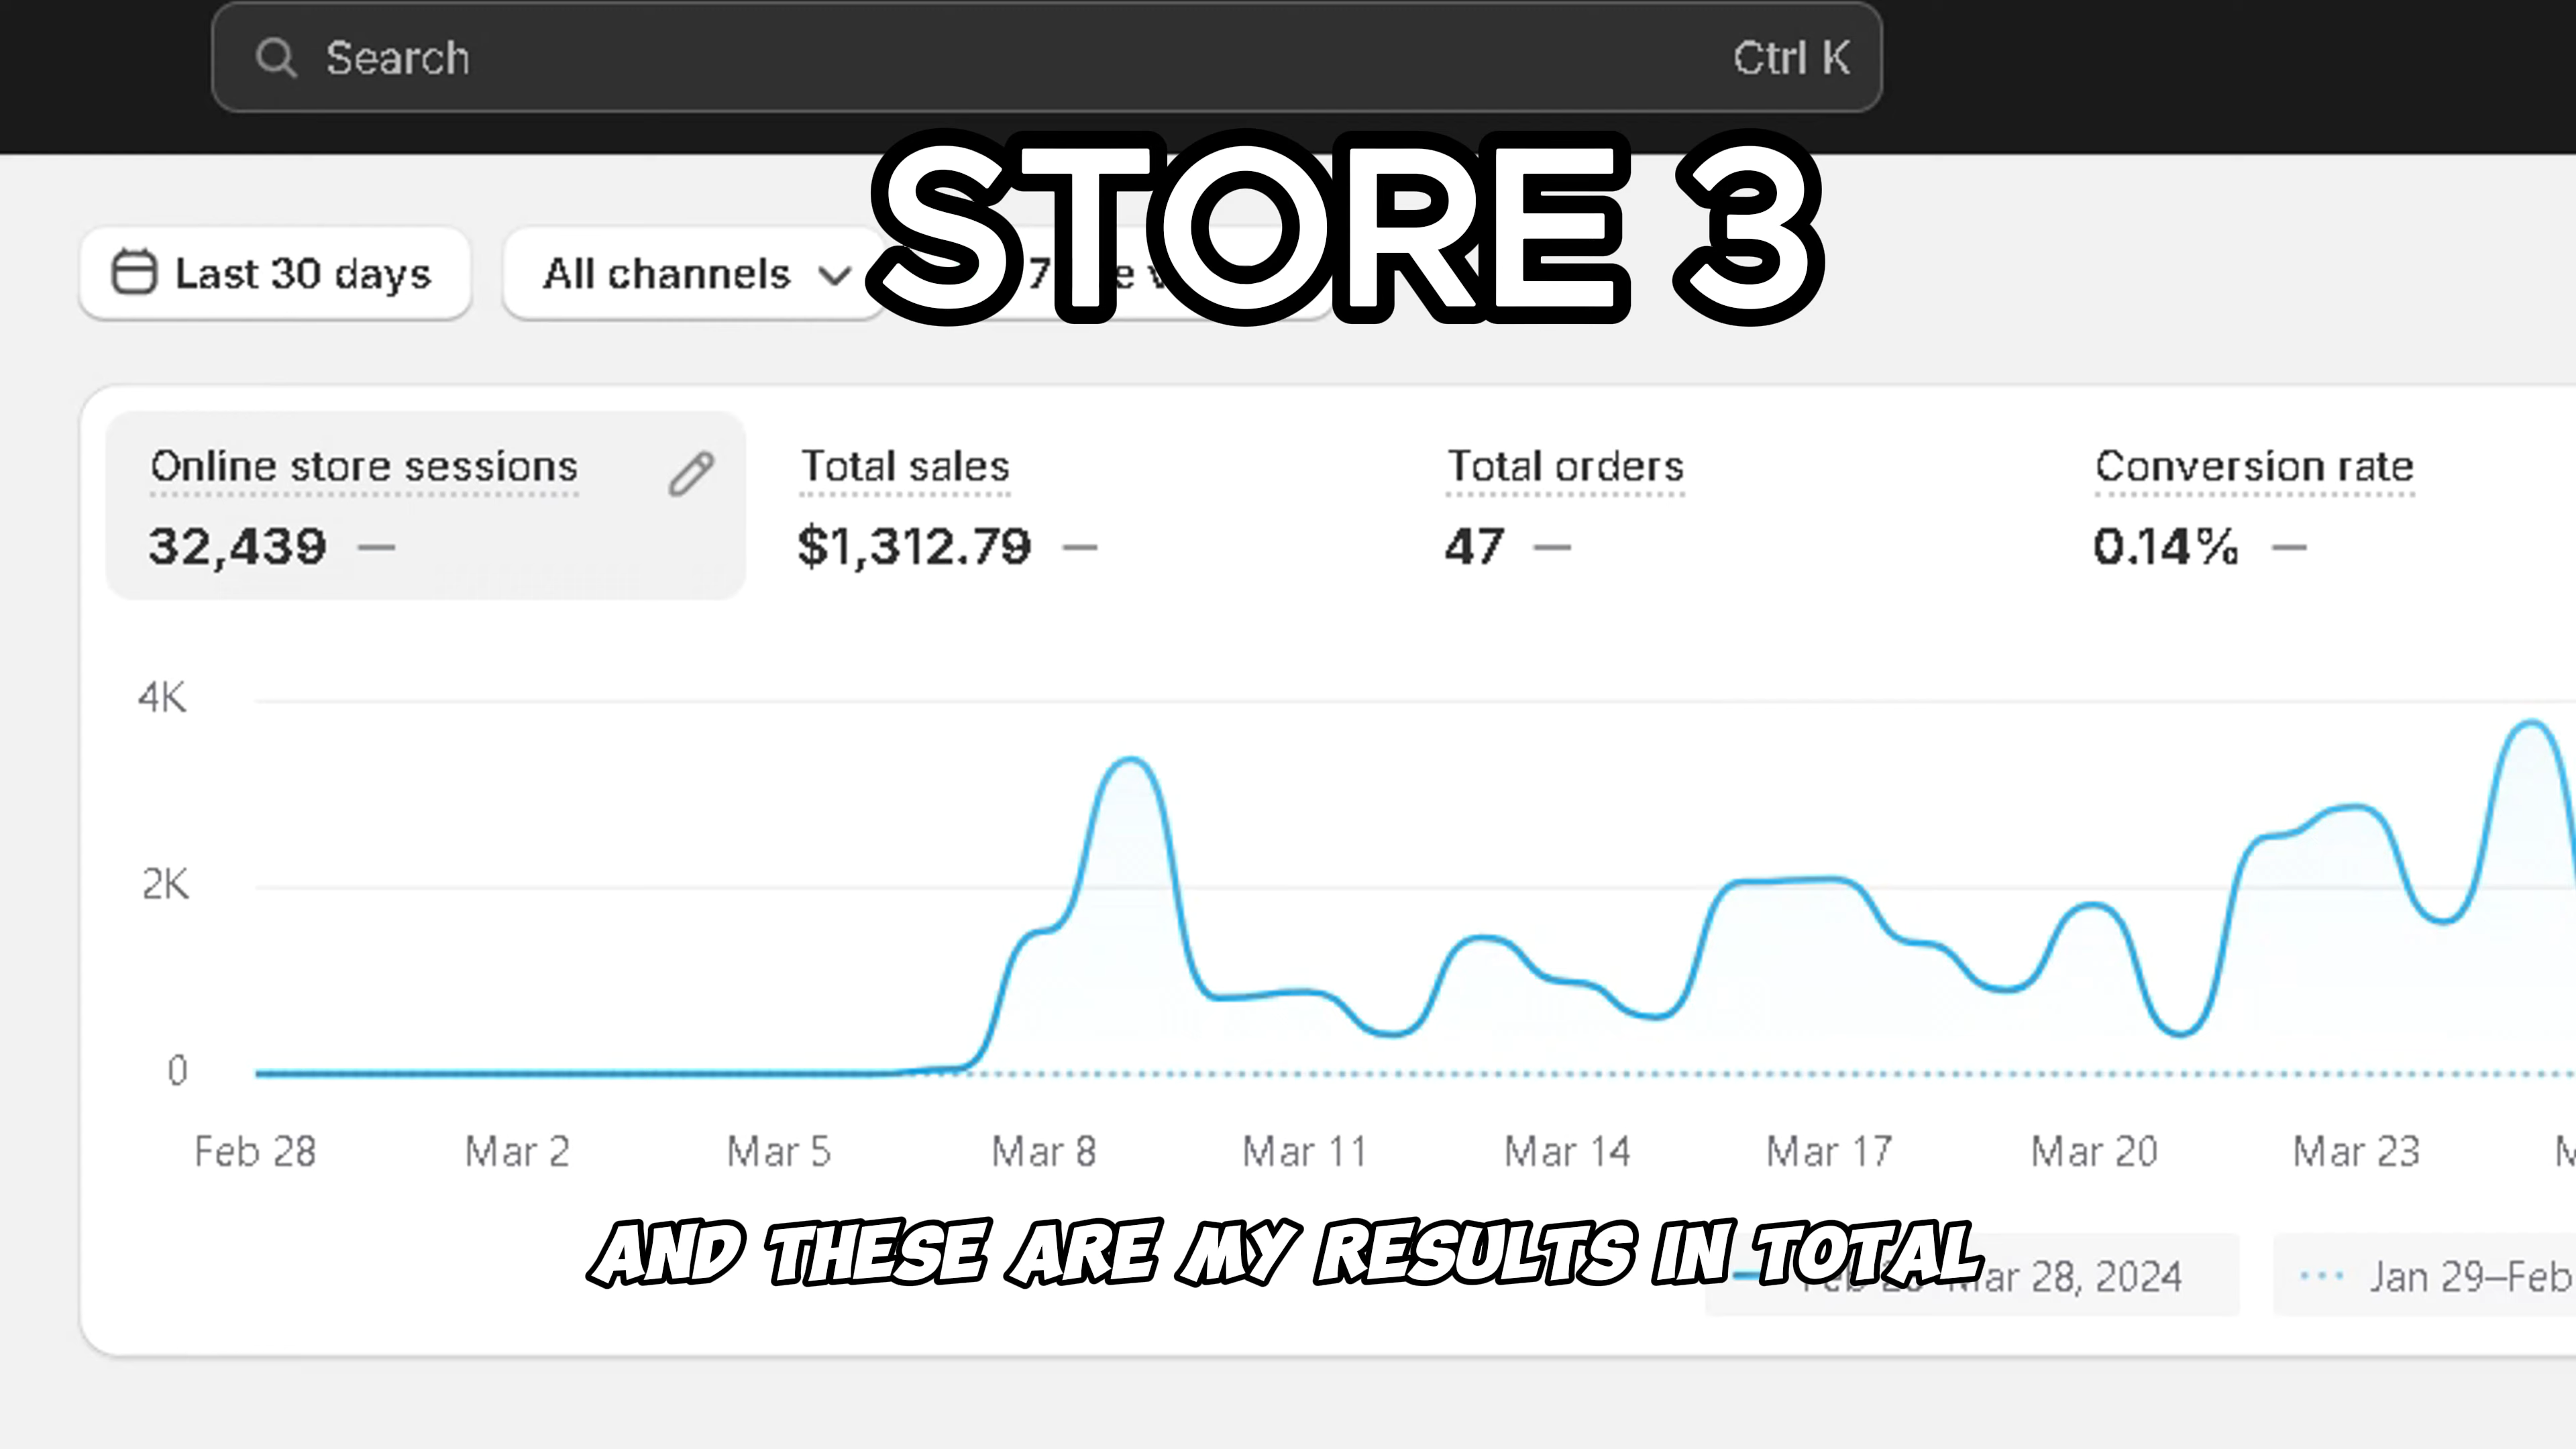 Search Ctrl K
STORE 3
Last 30 days All channels
Online store sessions Total sales Total orders Conversion rate
32,439 — $1,312.79 — 47 — 0.14% —
4K
2K
0
Feb 28 Mar 2 Mar 5 Mar 8 Mar 11 Mar 14 Mar 17 Mar 20 Mar 23
AND THESE ARE MY RESULTS IN TOTAL
Mar 28, 2024 Jan 29–Feb